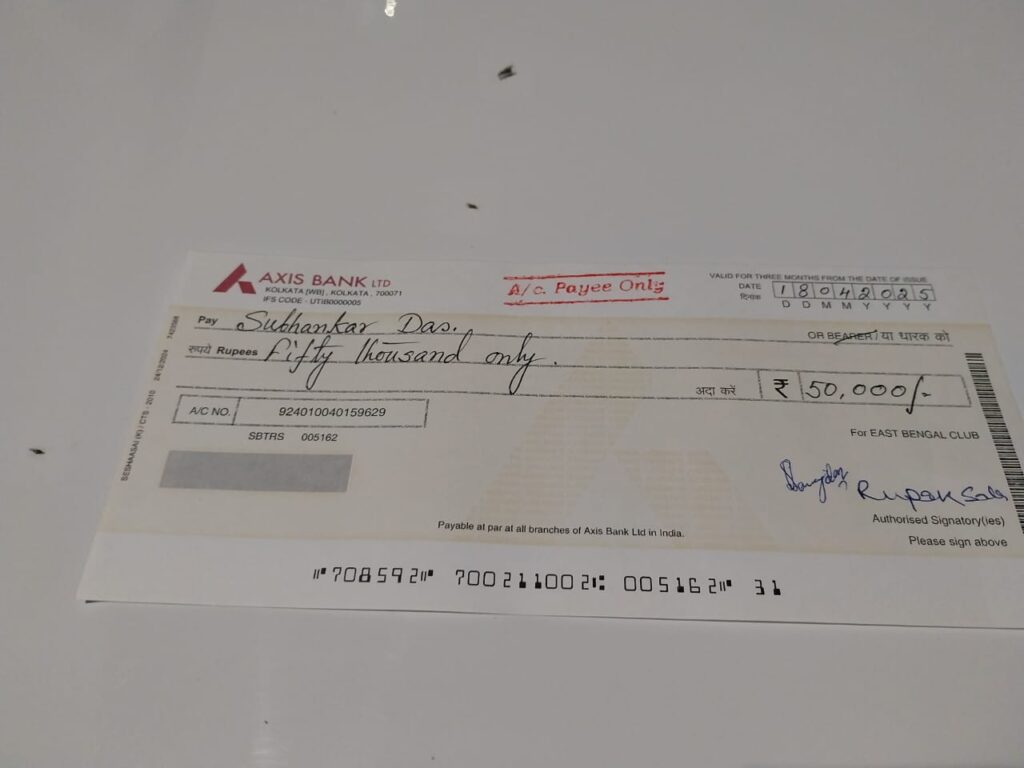 AXIS BANK LTD
KOLKATA [WB], KOLKATA, 700071
IFS CODE - UTIB0000005
A/c. Payee Only
VALID FOR THREE MONTHS FROM THE DATE OF ISSUE
DATE 18042025
दिनांक D D M M Y Y Y Y
Pay Subhankar Das.
OR BEARER / या धारक को
रुपये Rupees Fifty thousand only.
अदा करें ₹ 50,000/-
A/C NO. 924010040159629
SBTRS 005162
For EAST BENGAL CLUB
Rupak Saha
Authorised Signatory(ies)
Please sign above
Payable at par at all branches of Axis Bank Ltd in India.
⑈708592⑈ 700211002⑆ 005162⑈ 31